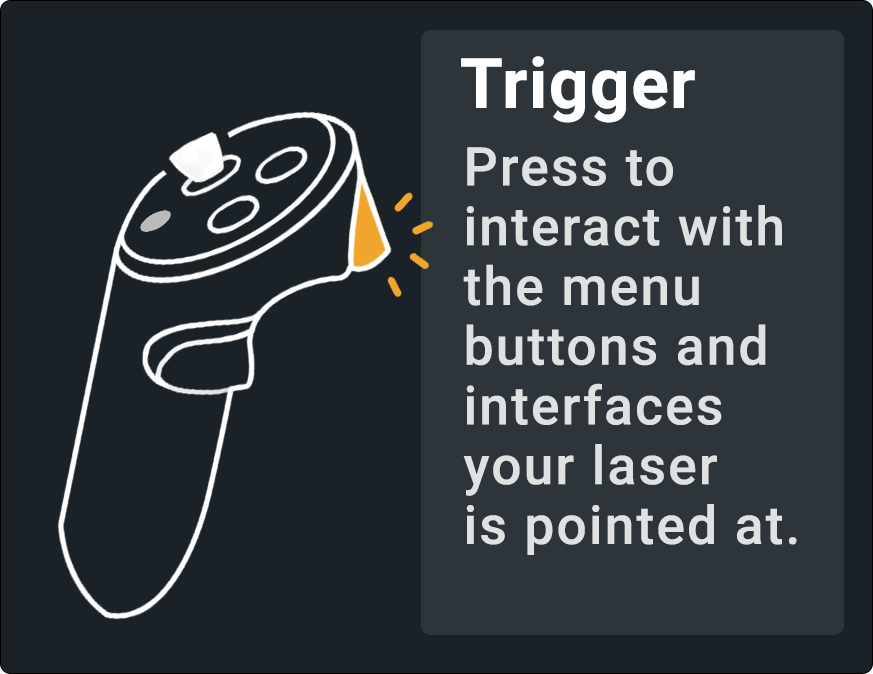 Trigger
Press to
interact with
the menu
buttons and
interfaces
your laser
is pointed at.